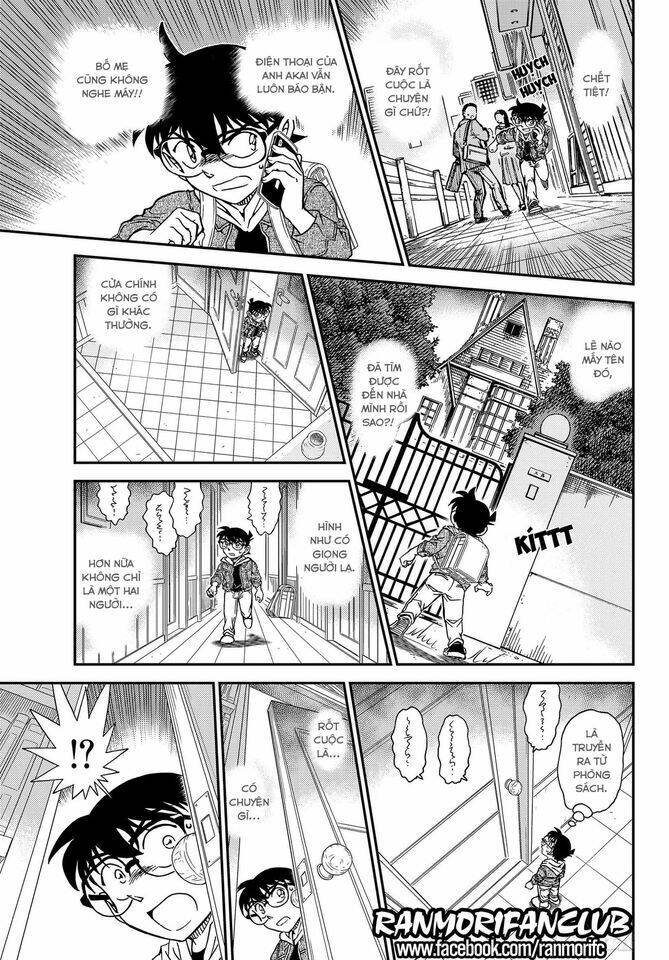 CHẾT
TIỆT!
HUỲCH
HUỲCH
ĐÂY RỐT
CUỘC LÀ
CHUYỆN
GÌ CHỨ?!
ĐIỆN THOẠI CỦA
ANH AKAI VẪN
LUÔN BÁO BẬN.
BỐ MẸ
CŨNG KHÔNG
NGHE MÁY!!
LẼ NÀO
MẤY TÊN
ĐÓ,
ĐÃ TÌM
ĐƯỢC
ĐẾN NHÀ
MÌNH RỒI
SAO?!
KÍTTT
CỬA CHÍNH
KHÔNG CÓ
GÌ KHÁC
THƯỜNG.
HÌNH
NHƯ CÓ
GIỌNG
NGƯỜI LẠ.
HƠN NỮA
KHÔNG CHỈ
LÀ MỘT HAI
NGƯỜI...
LÀ
TRUYỀN
RA TỪ
PHÒNG
SÁCH.
RỐT
CUỘC
LÀ...
CÓ
CHUYỆN
GÌ...
!?
RANMORIFANCLUB
www.facebook.com/ranmorifc